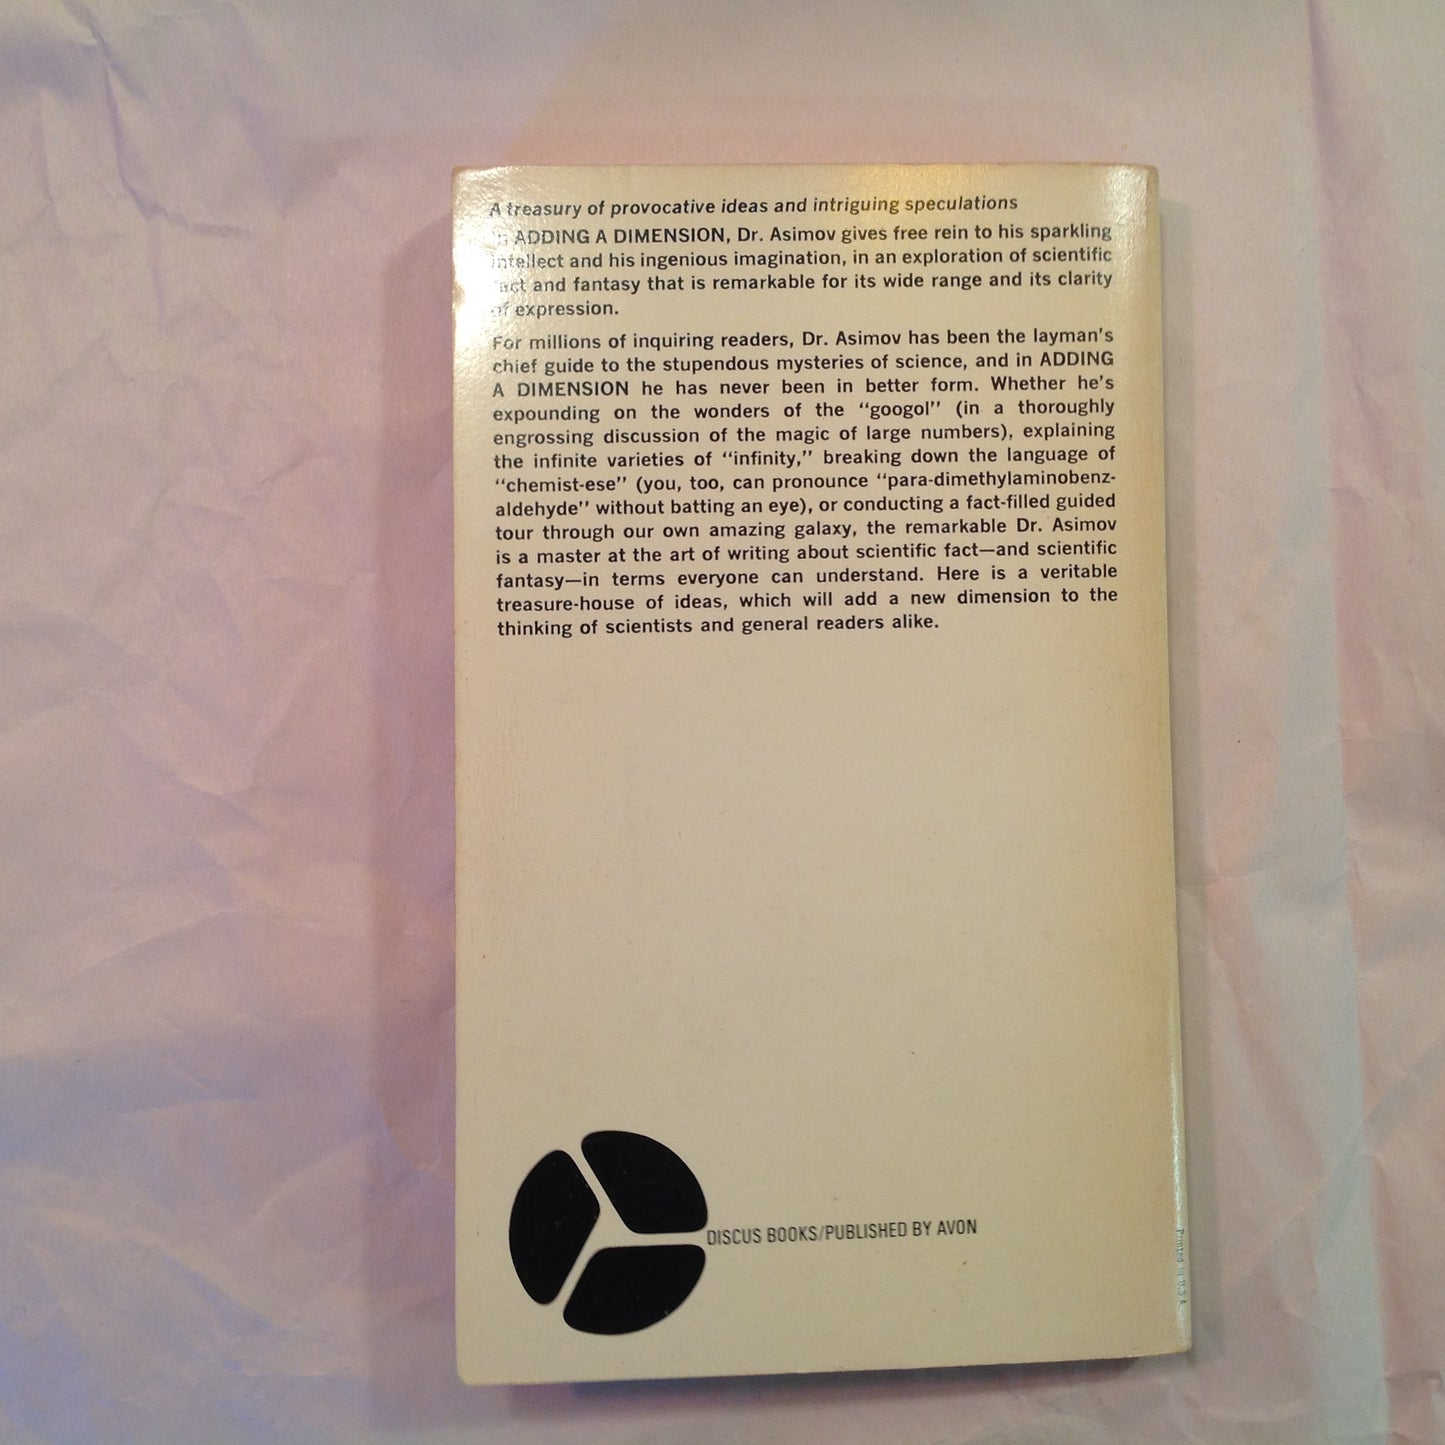 A treasury of provocative ideas and intriguing speculations
In ADDING A DIMENSION, Dr. Asimov gives free rein to his sparkling
intellect and his ingenious imagination, in an exploration of scientific
fact and fantasy that is remarkable for its wide range and its clarity
of expression.
For millions of inquiring readers, Dr. Asimov has been the layman's
chief guide to the stupendous mysteries of science, and in ADDING
A DIMENSION he has never been in better form. Whether he's
expounding on the wonders of the "googol" (in a thoroughly
engrossing discussion of the magic of large numbers), explaining
the infinite varieties of "infinity," breaking down the language of
"chemist-ese" (you, too, can pronounce "para-dimethylaminobenz-
aldehyde" without batting an eye), or conducting a fact-filled guided
tour through our own amazing galaxy, the remarkable Dr. Asimov
is a master at the art of writing about scientific fact—and scientific
fantasy—in terms everyone can understand. Here is a veritable
treasure-house of ideas, which will add a new dimension to the
thinking of scientists and general readers alike.
DISCUS BOOKS/PUBLISHED BY AVON
Printed in U.S.A.